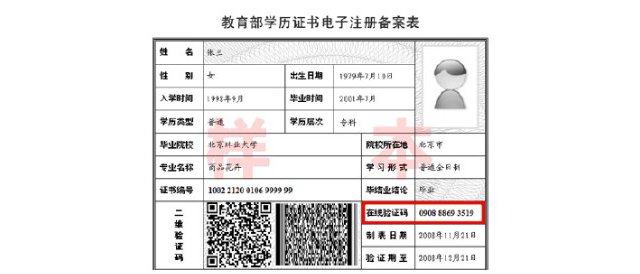 教育部学历证书电子注册备案表
姓 名 张三
性 别 女 出生日期 1979年7月10日
入学时间 1998年9月 毕业时间 2001年7月
学历类型 普通 学历层次 专科
样本
毕业院校 北京林业大学 院校所在地 北京市
专业名称 商品花卉 学习形式 普通全日制
证书编号 1002 2120 0106 9999 99 毕结业结论 毕业
二维验证码 在线验证码 0908 8869 3519
制表日期 2008年11月21日
验证期至 2008年12月21日